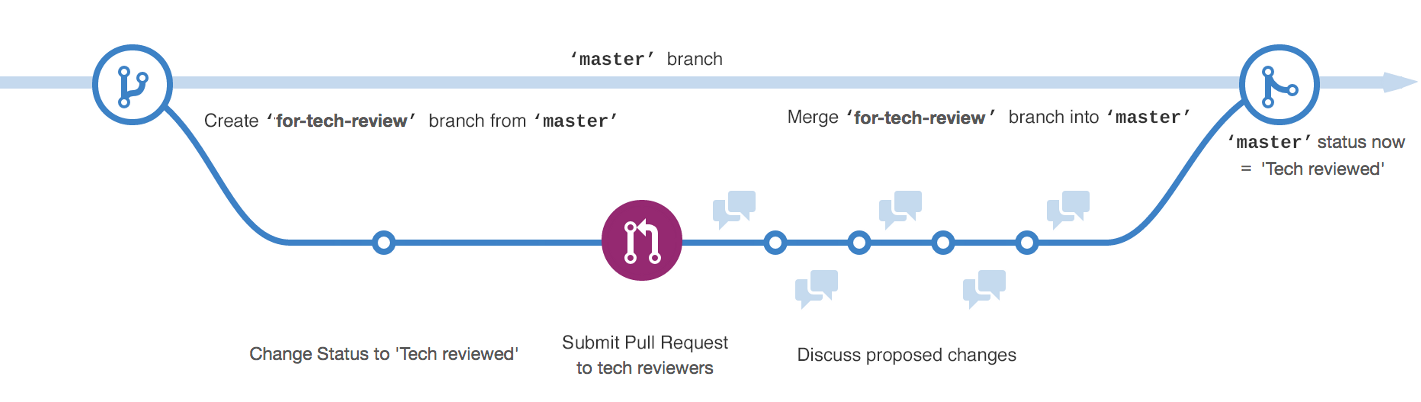 ‘master’ branch
Create ‘for-tech-review’ branch from ‘master’
Merge ‘for-tech-review’ branch into ‘master’
‘master’ status now
= 'Tech reviewed'
Change Status to 'Tech reviewed'
Submit Pull Request
to tech reviewers
Discuss proposed changes